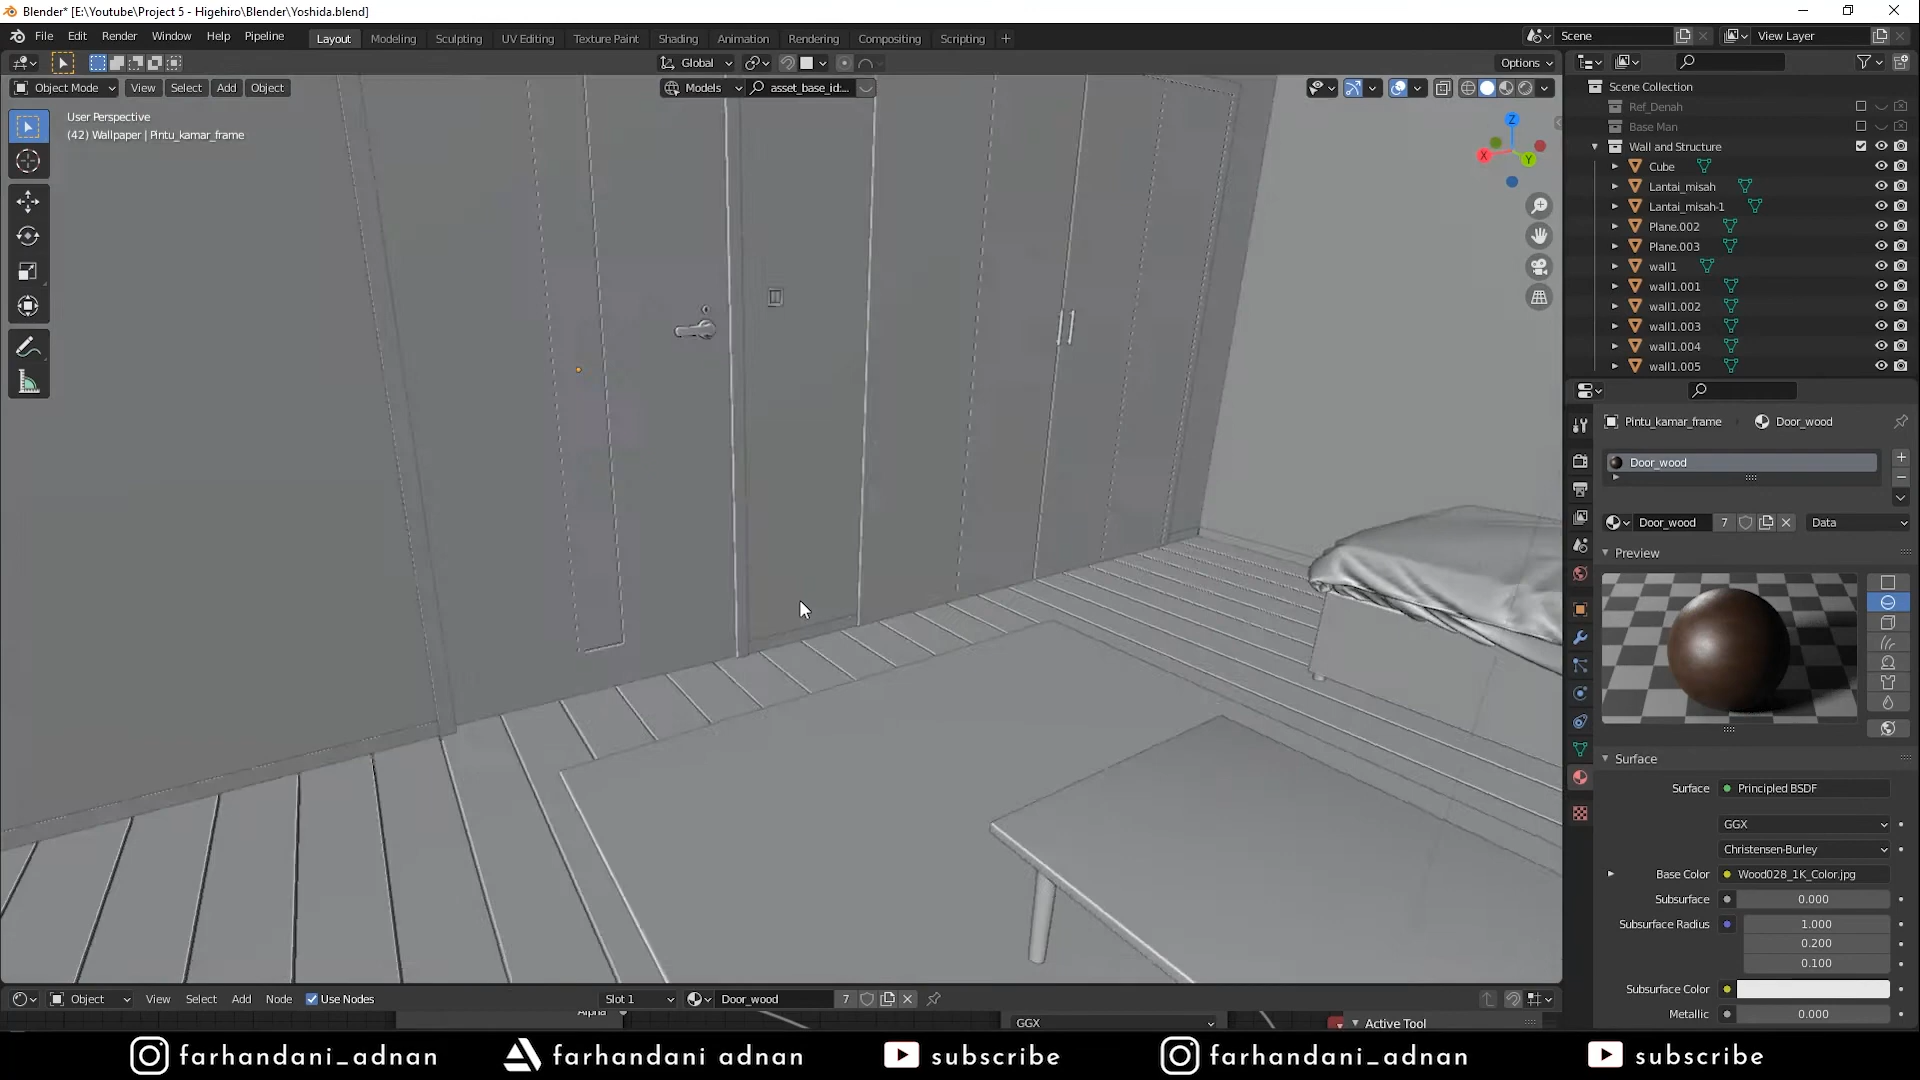 Blender* [E:\Youtube\Project 5 - Higehiro\Blender\Yoshida.blend]
File Edit Render Window Help Pipeline Layout Modeling Sculpting UV Editing Texture Paint Shading Animation Rendering Compositing Scripting + Scene View Layer
Global Options
Object Mode View Select Add Object Models asset_base_id:...
User Perspective
(42) Wallpaper | Pintu_kamar_frame
Z
X
Y
Scene Collection
Ref_Denah
Base Man
Wall and Structure
Cube
Lantai_misah
Lantai_misah-1
Plane.002
Plane.003
wall1
wall1.001
wall1.002
wall1.003
wall1.004
wall1.005
Pintu_kamar_frame Door_wood
Door_wood
Door_wood 7 Data
Preview
Surface
Surface Principled BSDF
GGX
Christensen-Burley
Base Color Wood028_1K_Color.jpg
Subsurface 0.000
Subsurface Radius 1.000
0.200
0.100
Subsurface Color
Metallic 0.000
Object View Select Add Node Use Nodes Slot 1 Door_wood 7
Alpha GGX Active Tool
farhandani_adnan farhandani adnan subscribe farhandani_adnan subscribe